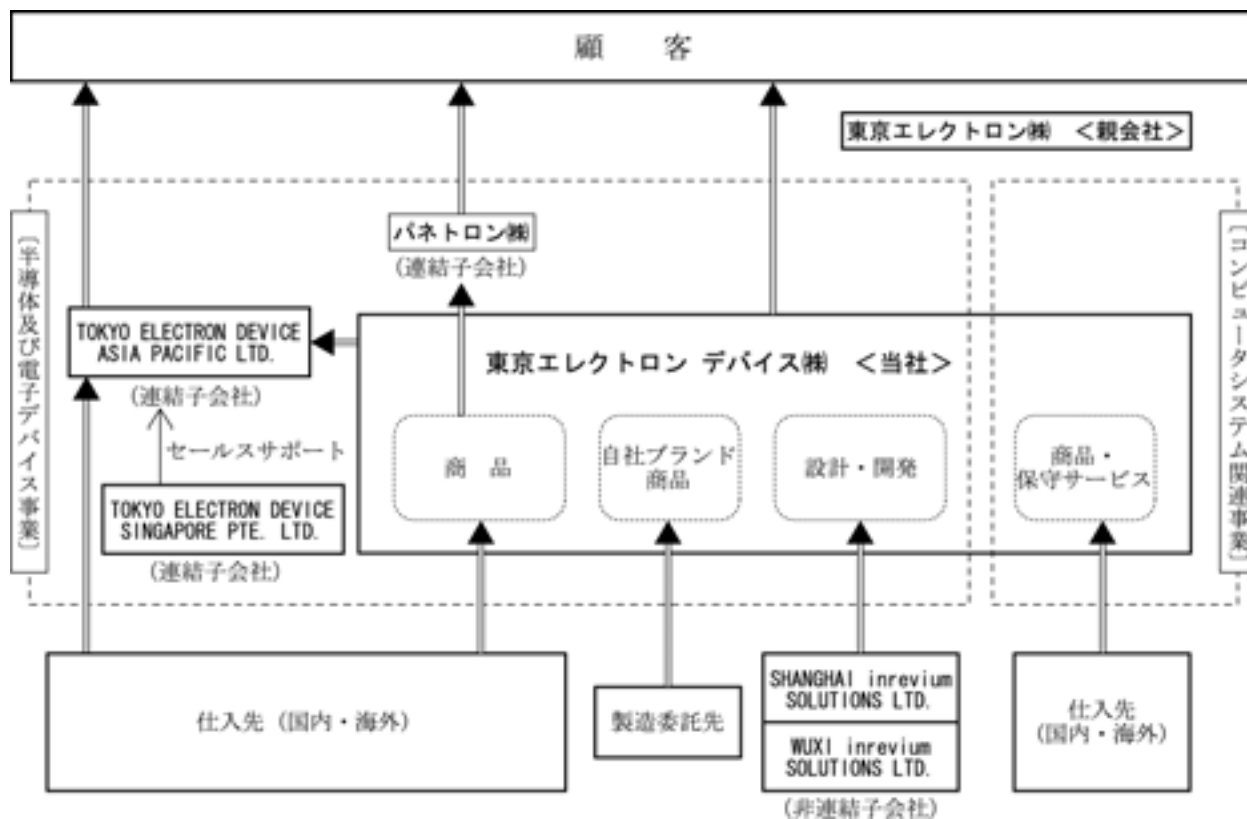 顧　客
東京エレクトロン㈱　＜親会社＞
［半導体及び電子デバイス事業］
［コンピュータシステム関連事業］
パネトロン㈱
（連結子会社）
TOKYO ELECTRON DEVICE
ASIA PACIFIC LTD.
（連結子会社）
セールスサポート
TOKYO ELECTRON DEVICE
SINGAPORE PTE. LTD.
（連結子会社）
東京エレクトロン デバイス㈱　＜当社＞
商　品
自社ブランド
商品
設計・開発
商品・
保守サービス
仕入先（国内・海外）
製造委託先
SHANGHAI inrevium
SOLUTIONS LTD.
WUXI inrevium
SOLUTIONS LTD.
（非連結子会社）
仕入先
（国内・海外）